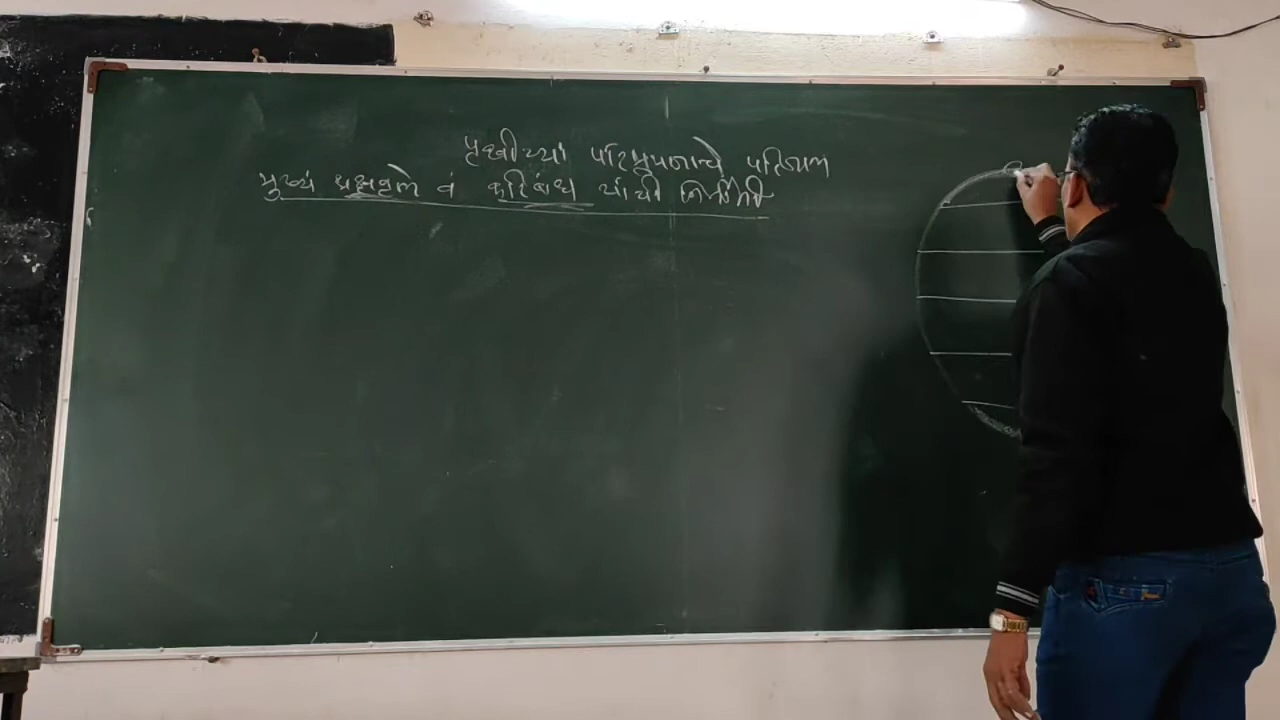 पृथ्वीच्या परिभ्रमणाचे परिणाम
मुख्य अक्षवृत्ते व कटिबंध यांची निर्मिती